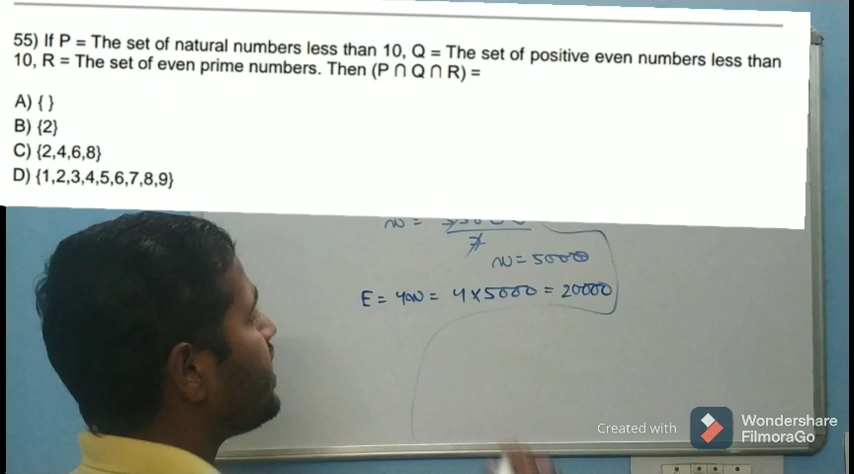 55) If P = The set of natural numbers less than 10, Q = The set of positive even numbers less than
10, R = The set of even prime numbers. Then (P ∩ Q ∩ R) =
A) { }
B) {2}
C) {2,4,6,8}
D) {1,2,3,4,5,6,7,8,9}
w =
7
w = 5000
E = 4w = 4 × 5000 = 20000
Created with
Wondershare
FilmoraGo